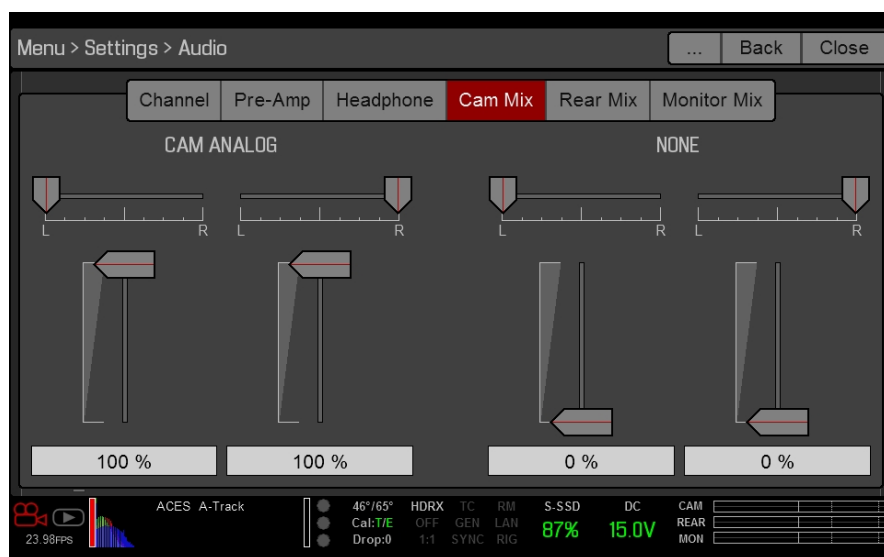 Menu > Settings > Audio ... Back Close
Channel Pre-Amp Headphone Cam Mix Rear Mix Monitor Mix
CAM ANALOG NONE
L R L R L R L R
100 % 100 % 0 % 0 %
ACES A-Track 46°/65° HDRX TC RM S-SSD DC CAM
Cal:T/E OFF GEN LAN 87% 15.0V REAR
23.98FPS Drop:0 1:1 SYNC RIG MON